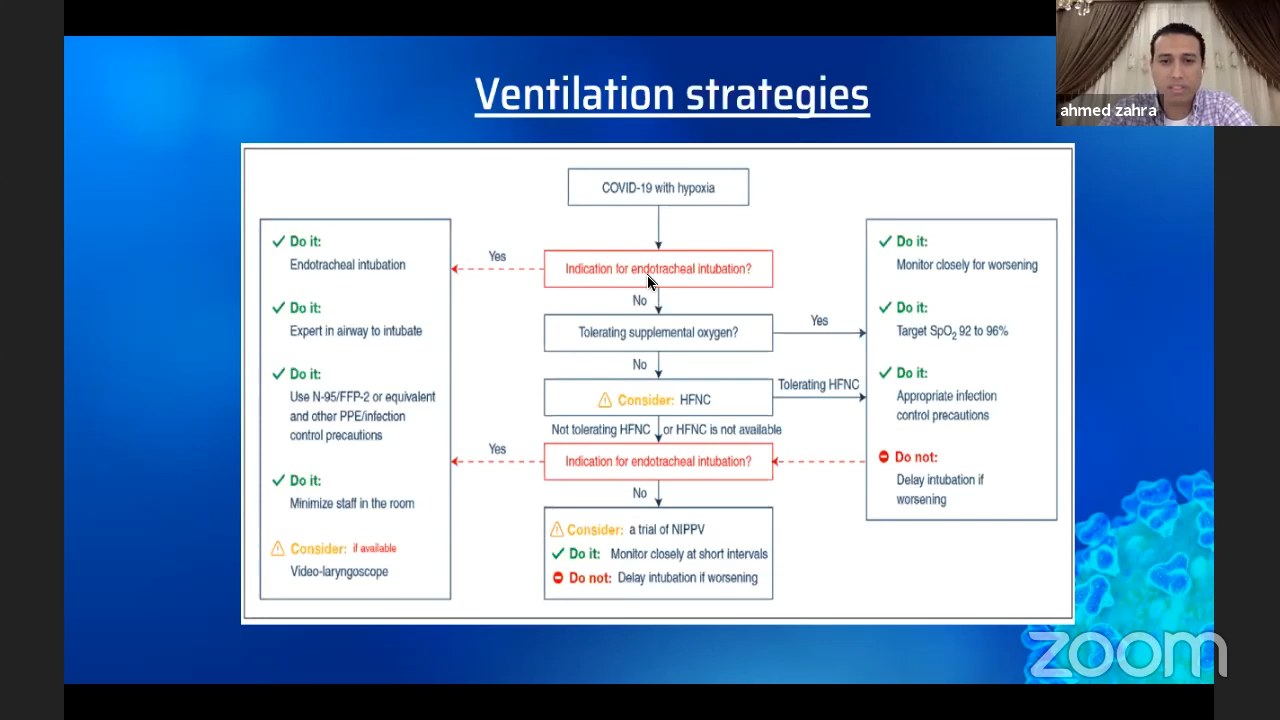 Ventilation strategies
ahmed zahra
COVID-19 with hypoxia
Indication for endotracheal intubation?
Yes
No
Tolerating supplemental oxygen?
Yes
No
Consider: HFNC
Tolerating HFNC
Not tolerating HFNC or HFNC is not available
Indication for endotracheal intubation?
Yes
No
Consider: a trial of NIPPV
Do it: Monitor closely at short intervals
Do not: Delay intubation if worsening
Do it:
Endotracheal intubation
Do it:
Expert in airway to intubate
Do it:
Use N-95/FFP-2 or equivalent
and other PPE/infection
control precautions
Do it:
Minimize staff in the room
Consider: if available
Video-laryngoscope
Do it:
Monitor closely for worsening
Do it:
Target SpO₂ 92 to 96%
Do it:
Appropriate infection
control precautions
Do not:
Delay intubation if
worsening
zoom